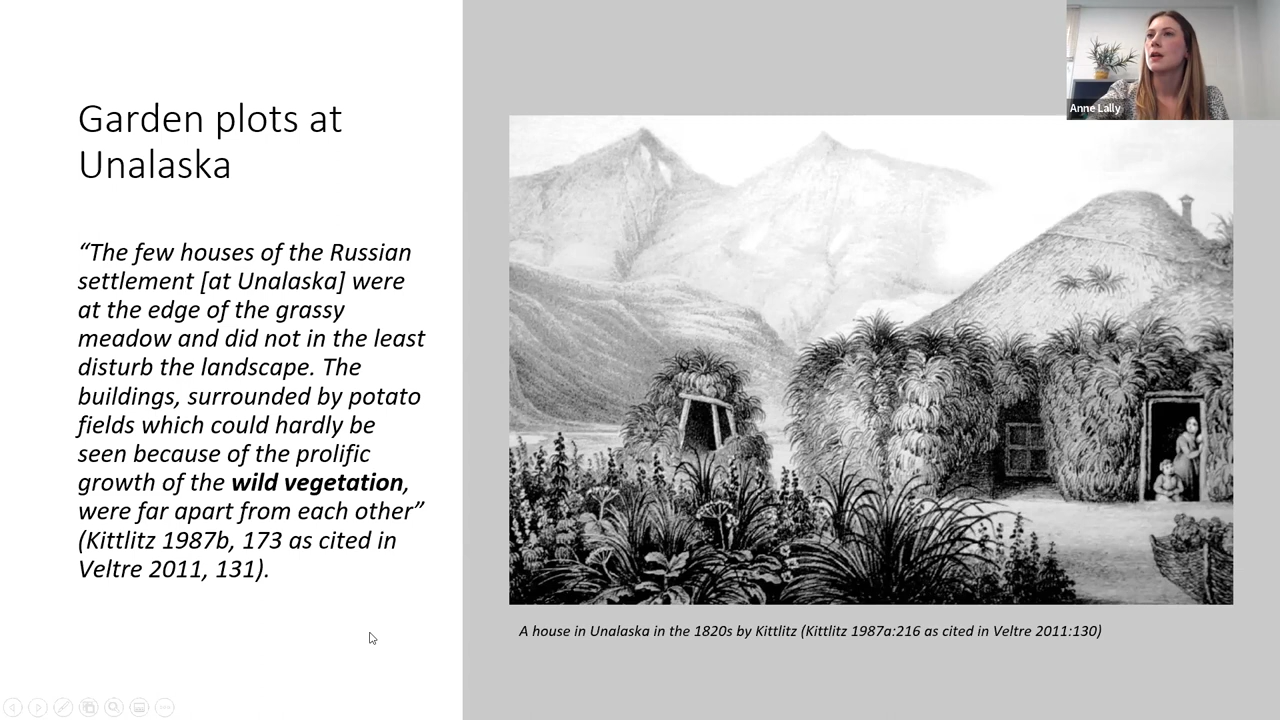 Garden plots at
Unalaska
“The few houses of the Russian
settlement [at Unalaska] were
at the edge of the grassy
meadow and did not in the least
disturb the landscape. The
buildings, surrounded by potato
fields which could hardly be
seen because of the prolific
growth of the wild vegetation,
were far apart from each other”
(Kittlitz 1987b, 173 as cited in
Veltre 2011, 131).
Anne Lally
A house in Unalaska in the 1820s by Kittlitz (Kittlitz 1987a:216 as cited in Veltre 2011:130)